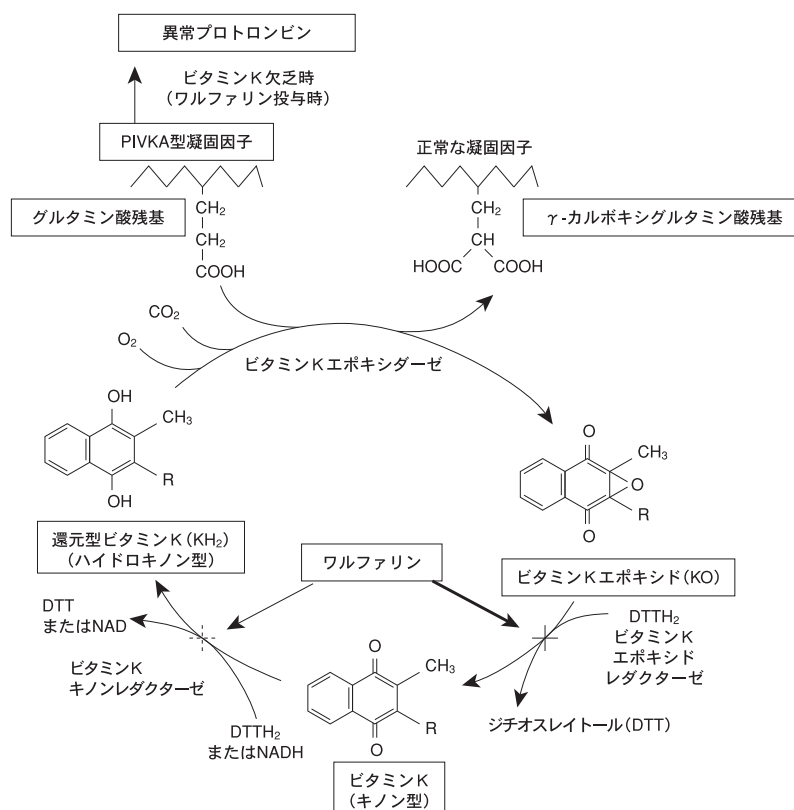 異常プロトロンビン
ビタミンK欠乏時
（ワルファリン投与時）
PIVKA型凝固因子
正常な凝固因子
グルタミン酸残基
CH2
CH2
COOH
CH2
CH
HOOC COOH
γ-カルボキシグルタミン酸残基
CO2
O2
ビタミンKエポキシダーゼ
OH
CH3
R
OH
O
CH3
O
R
O
還元型ビタミンK（KH2）
（ハイドロキノン型）
ワルファリン
ビタミンKエポキシド（KO）
DTT
またはNAD
DTTH2
ビタミンK
エポキシド
レダクターゼ
ビタミンK
キノンレダクターゼ
O
CH3
R
O
ジチオスレイトール（DTT）
DTTH2
またはNADH
ビタミンK
（キノン型）